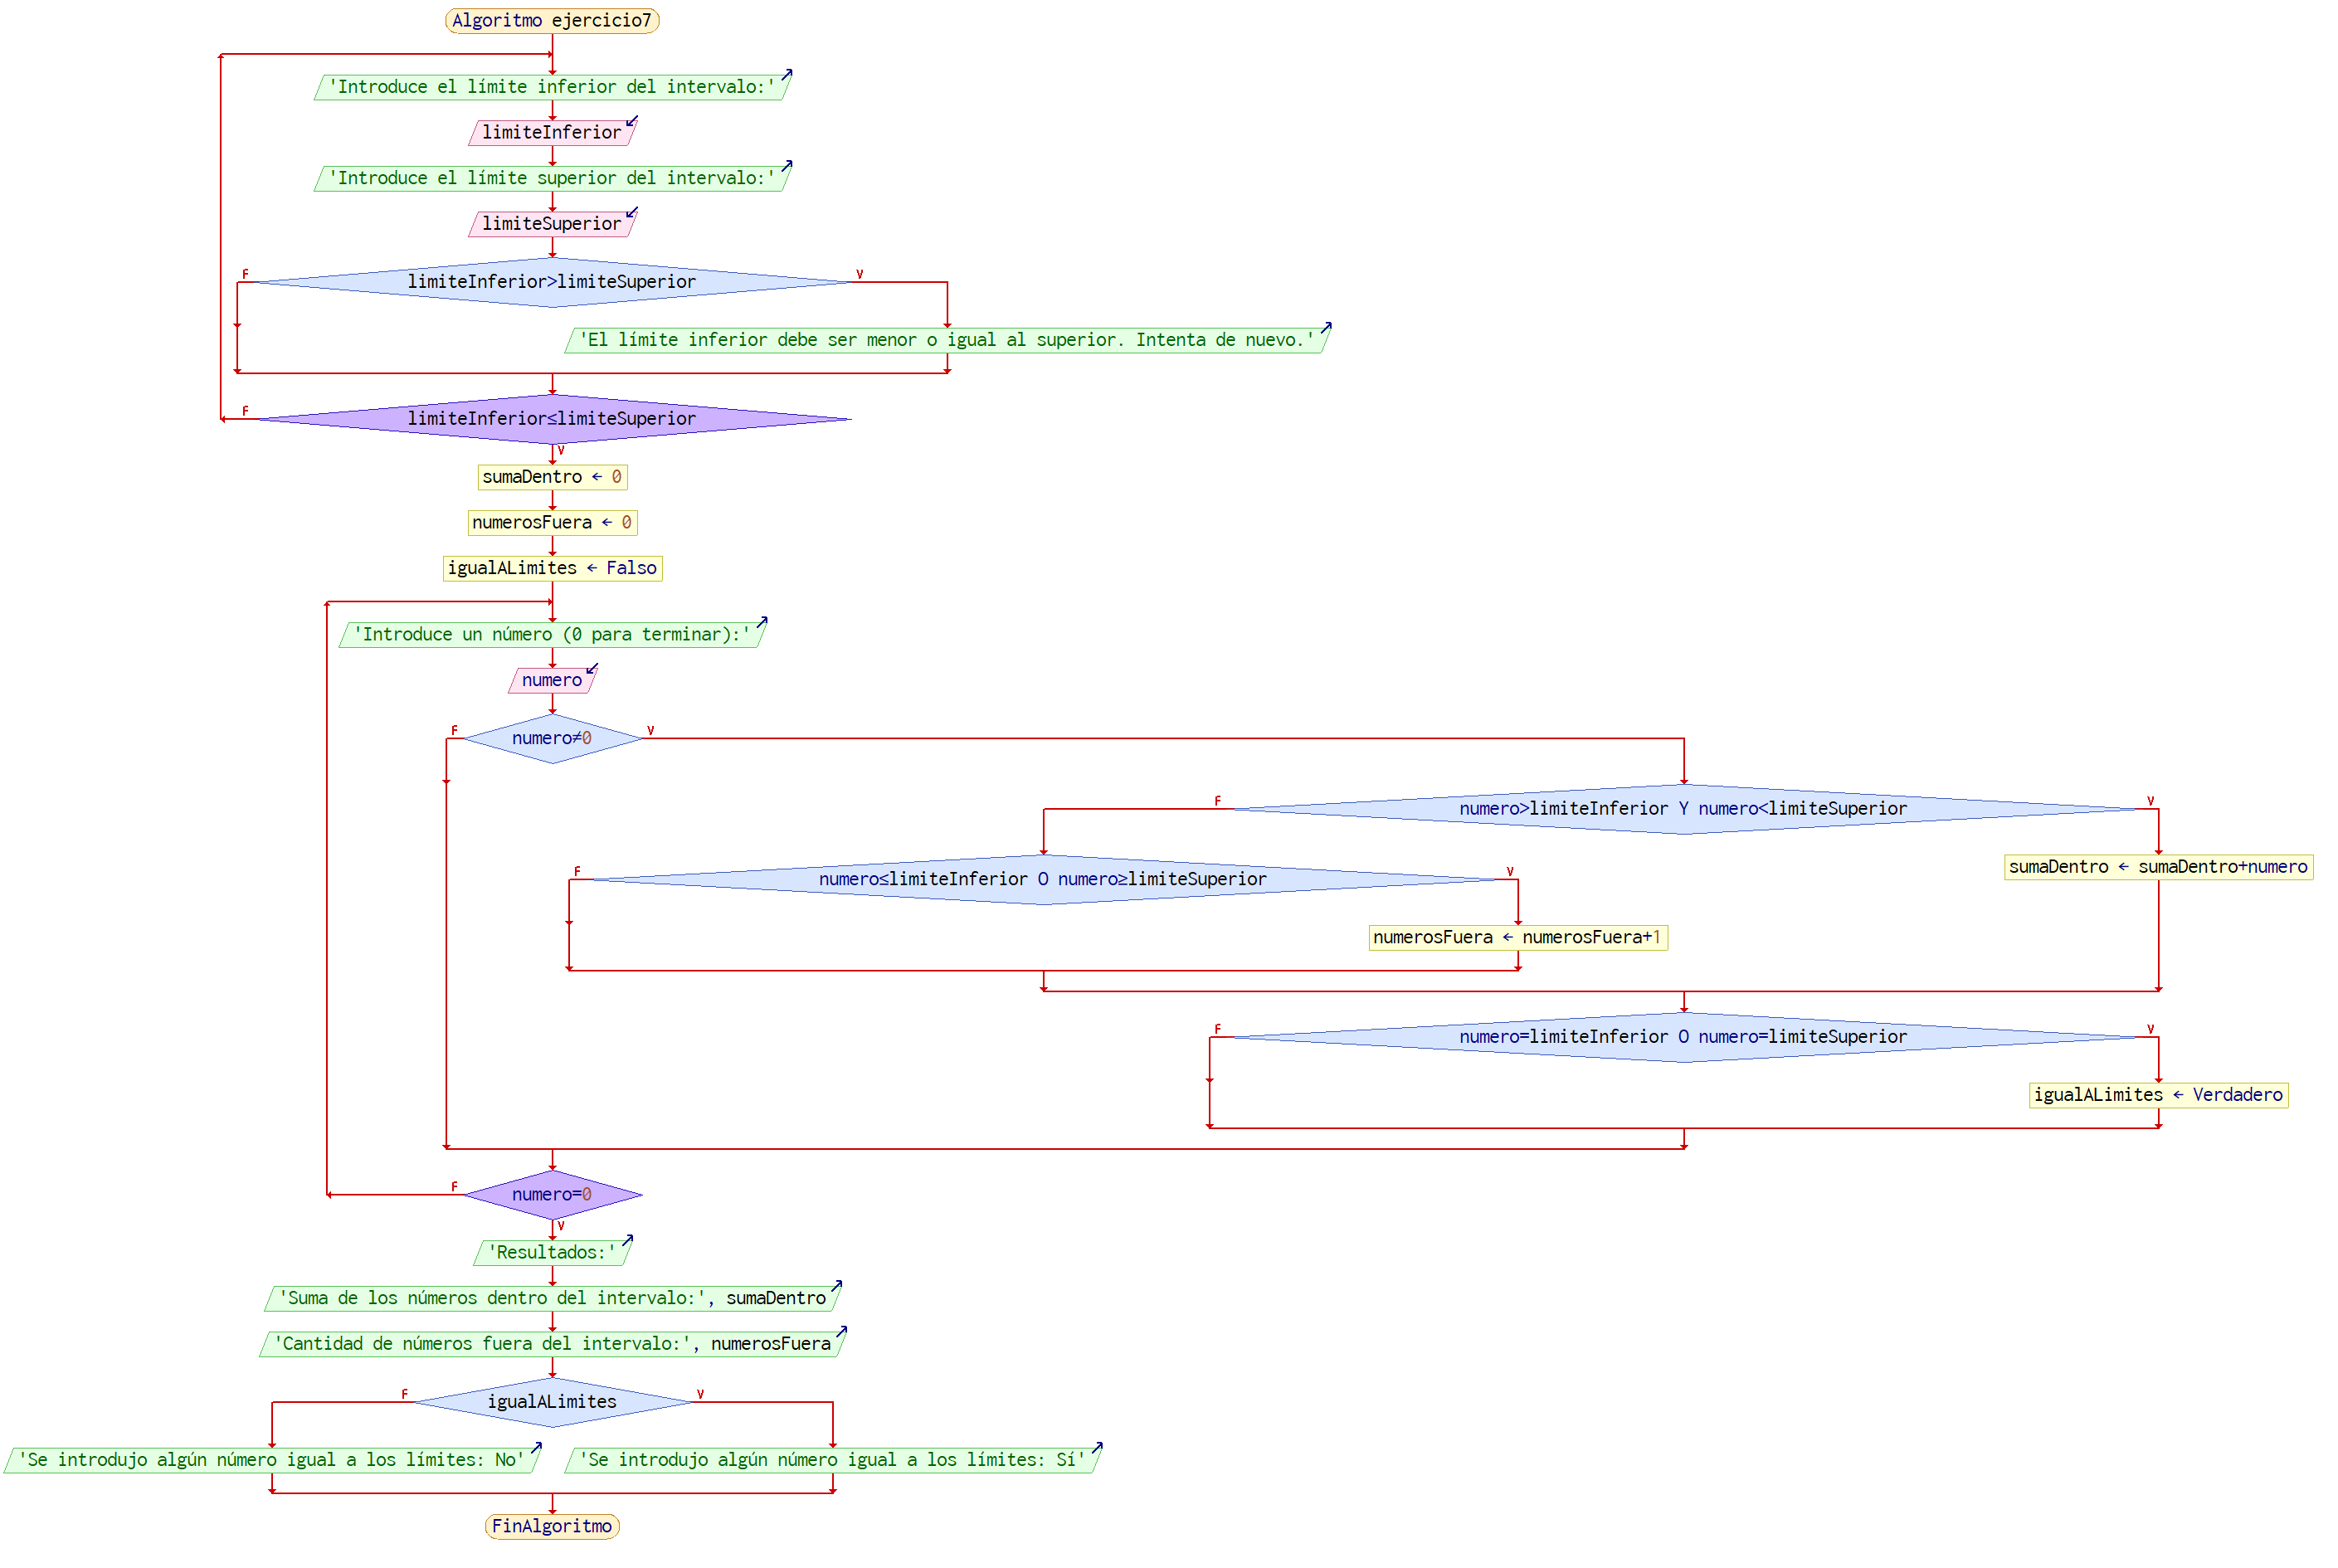 Algoritmo ejercicio7
'Introduce el límite inferior del intervalo:'
limiteInferior
'Introduce el límite superior del intervalo:'
limiteSuperior
F
limiteInferior>limiteSuperior
V
'El límite inferior debe ser menor o igual al superior. Intenta de nuevo.'
F
limiteInferior≤limiteSuperior
V
sumaDentro ← 0
numerosFuera ← 0
igualALimites ← Falso
'Introduce un número (0 para terminar):'
numero
F
numero≠0
V
F
numero>limiteInferior Y numero<limiteSuperior
V
sumaDentro ← sumaDentro+numero
F
numero≤limiteInferior O numero≥limiteSuperior
V
numerosFuera ← numerosFuera+1
F
numero=limiteInferior O numero=limiteSuperior
V
igualALimites ← Verdadero
F
numero=0
V
'Resultados:'
'Suma de los números dentro del intervalo:', sumaDentro
'Cantidad de números fuera del intervalo:', numerosFuera
F
igualALimites
V
'Se introdujo algún número igual a los límites: No'
'Se introdujo algún número igual a los límites: Sí'
FinAlgoritmo